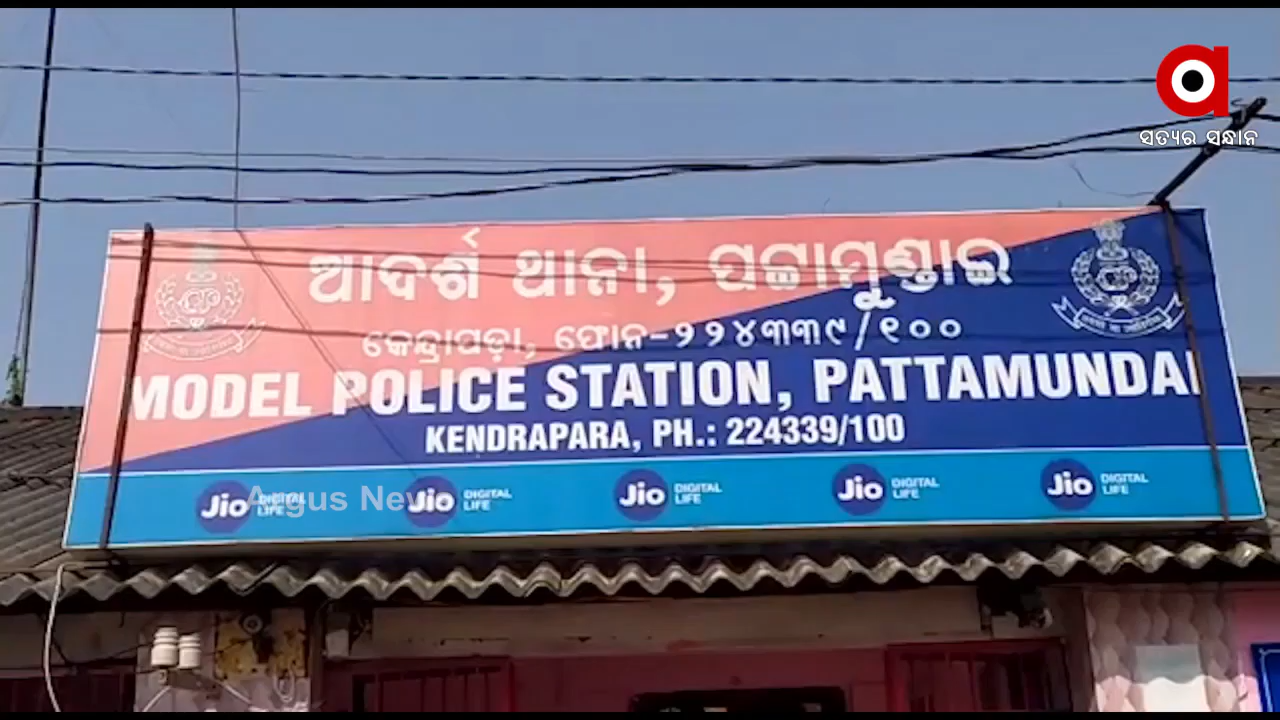 ସତ୍ୟର ସନ୍ଧାନ
ଆଦର୍ଶ ଥାନା, ପଟ୍ଟାମୁଣ୍ଡାଇ
କେନ୍ଦ୍ରାପଡ଼ା, ଫୋନ-୨୨୪୩୩୯/୧୦୦
MODEL POLICE STATION, PATTAMUNDAI
KENDRAPARA, PH.: 224339/100
Jio DIGITAL LIFE Jio DIGITAL LIFE Jio DIGITAL LIFE Jio DIGITAL LIFE Jio DIGITAL LIFE
Argus News